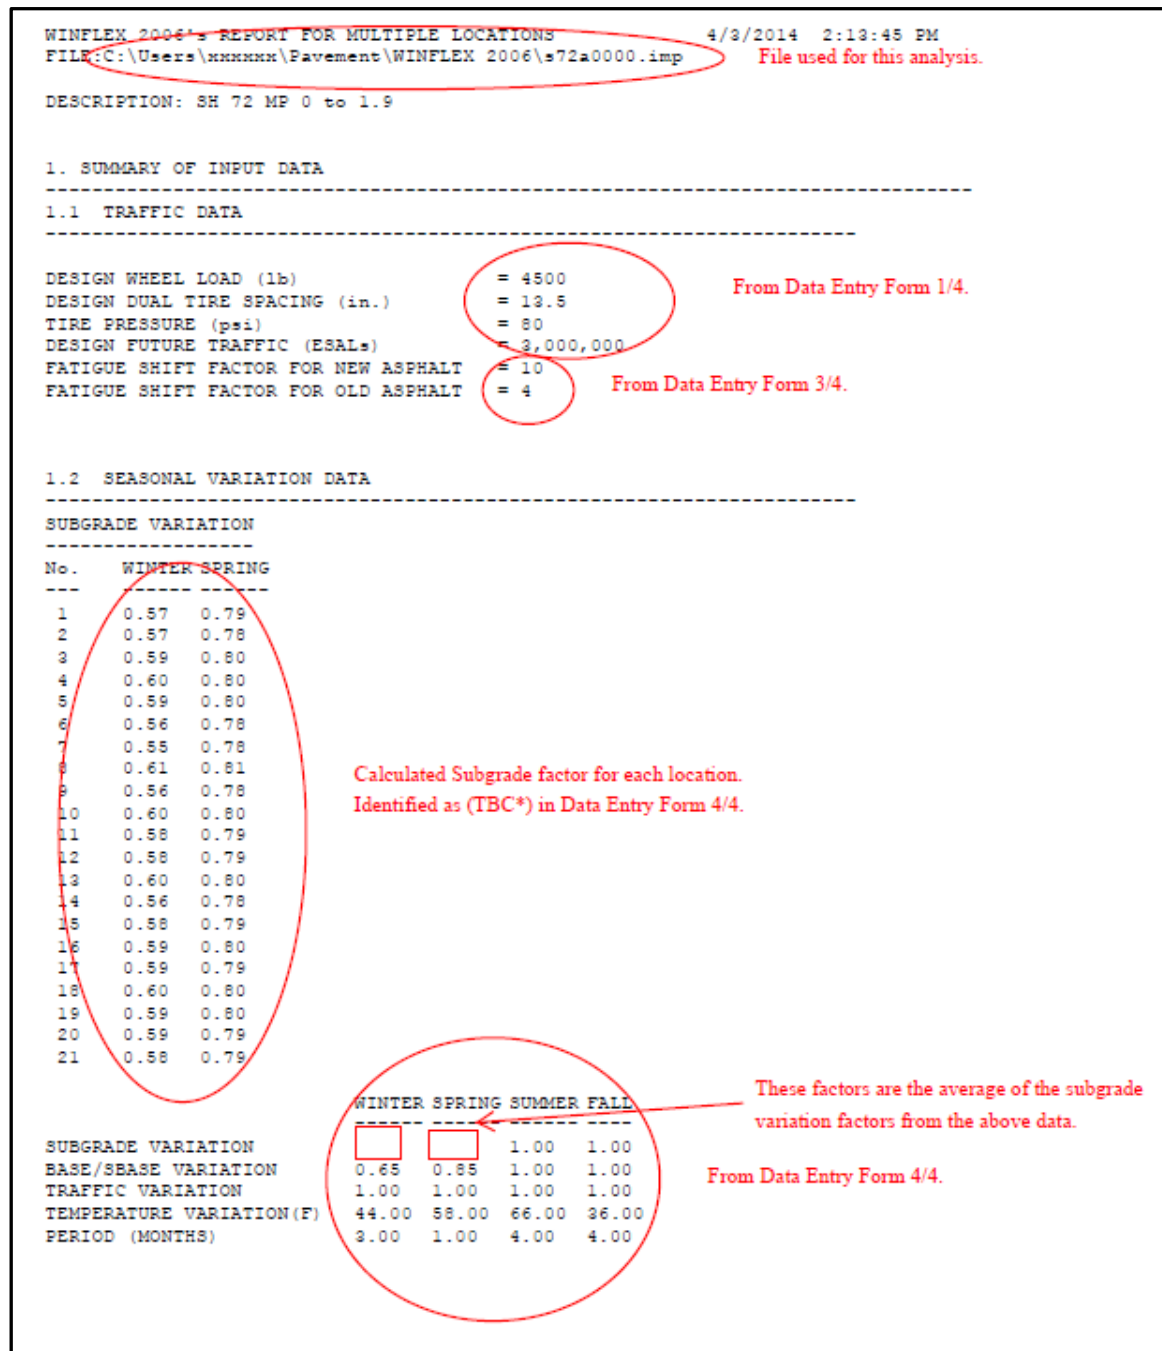 WINFLEX 2006's REPORT FOR MULTIPLE LOCATIONS 4/3/2014 2:13:45 PM
FILE:C:\Users\xxxxxx\Pavement\WINFLEX 2006\s72a0000.imp File used for this analysis.
DESCRIPTION: SH 72 MP 0 to 1.9
1. SUMMARY OF INPUT DATA
1.1 TRAFFIC DATA
DESIGN WHEEL LOAD (lb) = 4500
From Data Entry Form 1/4.
DESIGN DUAL TIRE SPACING (in.) = 13.5
TIRE PRESSURE (psi) = 80
DESIGN FUTURE TRAFFIC (ESALs) = 3,000,000
FATIGUE SHIFT FACTOR FOR NEW ASPHALT = 10
From Data Entry Form 3/4.
FATIGUE SHIFT FACTOR FOR OLD ASPHALT = 4
1.2 SEASONAL VARIATION DATA
SUBGRADE VARIATION
No. WINTER SPRING
1 0.57 0.79
2 0.57 0.78
3 0.59 0.80
4 0.60 0.80
5 0.59 0.80
6 0.56 0.78
7 0.55 0.78
8 0.61 0.81
9 0.56 0.78
10 0.60 0.80
11 0.58 0.79
12 0.58 0.79
13 0.60 0.80
14 0.56 0.78
15 0.58 0.79
16 0.59 0.80
17 0.59 0.79
18 0.60 0.80
19 0.59 0.80
20 0.59 0.79
21 0.58 0.79
Calculated Subgrade factor for each location.
Identified as (TBC*) in Data Entry Form 4/4.
WINTER SPRING SUMMER FALL
These factors are the average of the subgrade
variation factors from the above data.
SUBGRADE VARIATION 1.00 1.00
BASE/SBASE VARIATION 0.65 0.85 1.00 1.00
From Data Entry Form 4/4.
TRAFFIC VARIATION 1.00 1.00 1.00 1.00
TEMPERATURE VARIATION(F) 44.00 58.00 66.00 36.00
PERIOD (MONTHS) 3.00 1.00 4.00 4.00